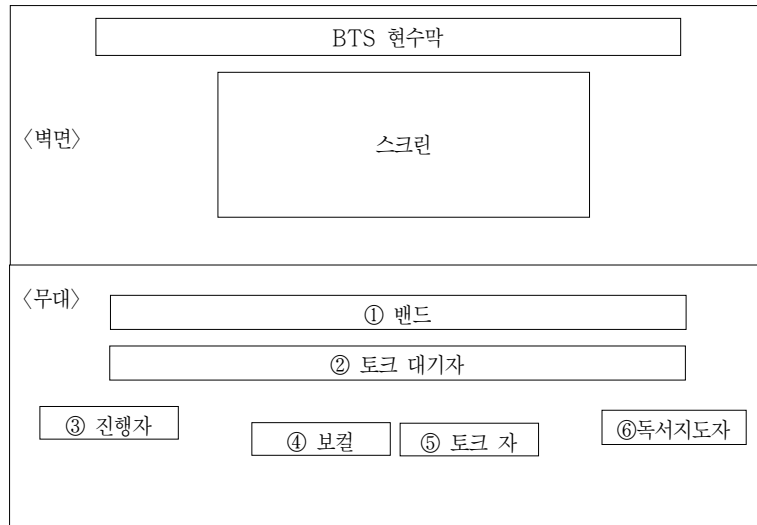 BTS 현수막
〈벽면〉
스크린
〈무대〉
① 밴드
② 토크 대기자
③ 진행자
④ 보컬
⑤ 토크 자
⑥독서지도자